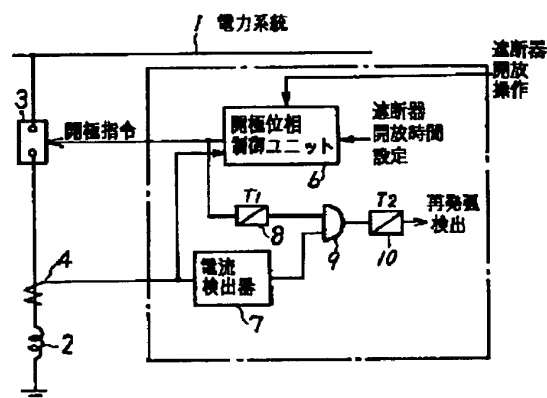 1 電力系統
遮断器
開放
操作
3
開極指令
開極位相
制御ユニット
6
遮断器
開放時間
設定
T1
8
9
T2
10
再発弧
検出
4
電流
検出器
7
2